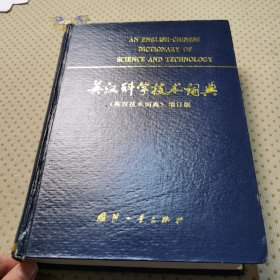 AN ENGLISH-CHINESE
DICTIONARY OF
SCIENCE AND TECHNOLOGY
英汉科学技术词典
《英汉技术词典》增订版
国防工业出版社